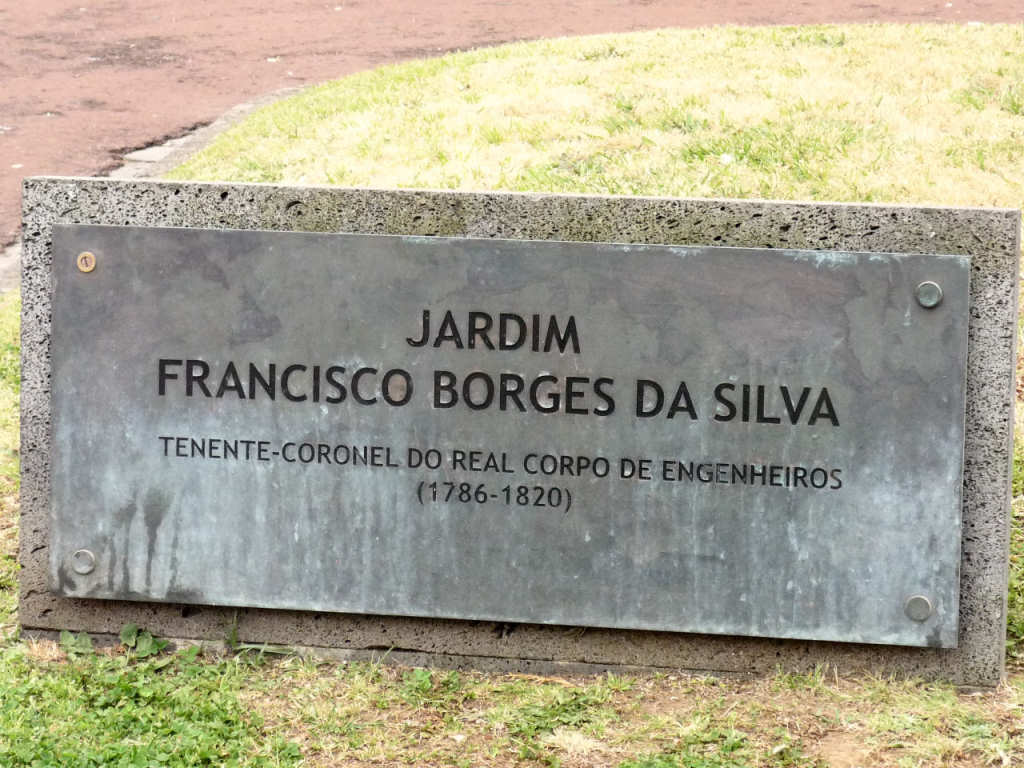 JARDIM
FRANCISCO BORGES DA SILVA
TENENTE-CORONEL DO REAL CORPO DE ENGENHEIROS
(1786-1820)